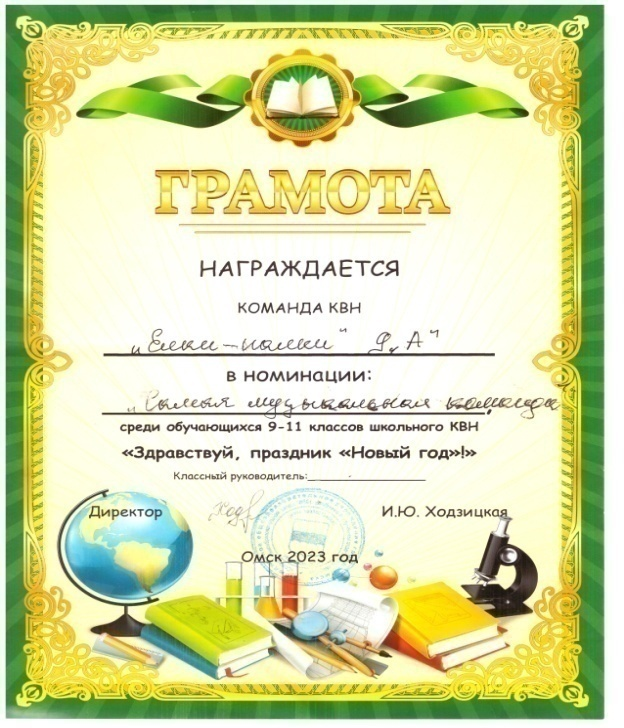 ГРАМОТА
НАГРАЖДАЕТСЯ
КОМАНДА КВН
„Елки-палки" 9„А"
в номинации:
„Самая музыкальная команда"
среди обучающихся 9-11 классов школьного КВН
«Здравствуй, праздник «Новый год»!»
Классный руководитель:
Директор И.Ю. Ходзицкая
Омск 2023 год